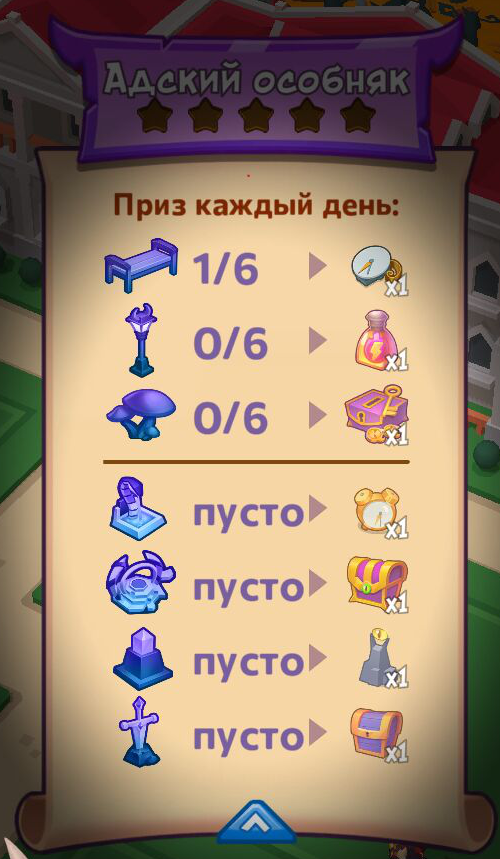 Адский особняк
Приз каждый день:
1/6 x1
0/6 x1
0/6 x1
пусто x1
пусто x1
пусто x1
пусто x1